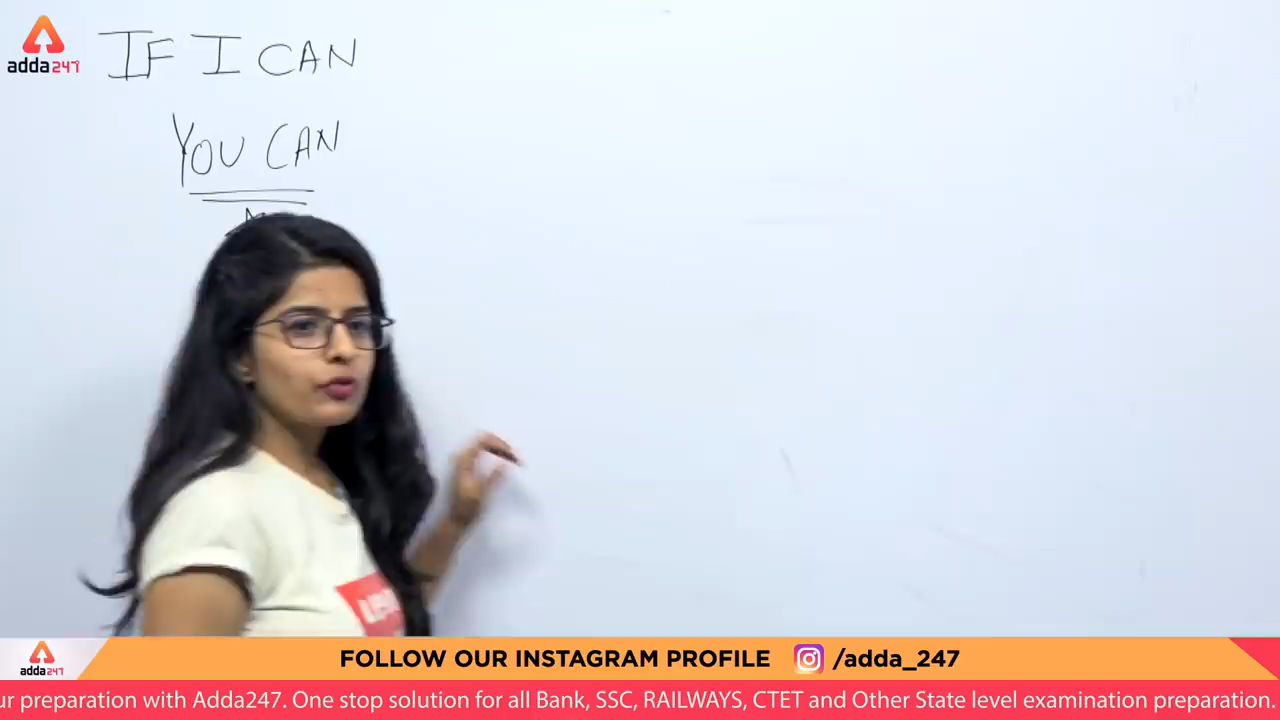 adda247
IF I CAN
YOU CAN
adda247
FOLLOW OUR INSTAGRAM PROFILE /adda_247
ur preparation with Adda247. One stop solution for all Bank, SSC, RAILWAYS, CTET and Other State level examination preparation.